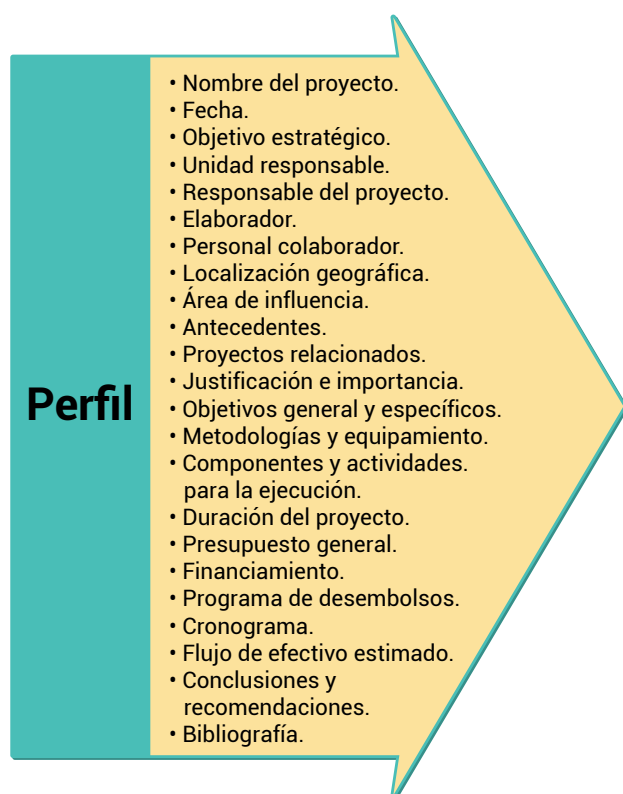 Perfil
• Nombre del proyecto.
• Fecha.
• Objetivo estratégico.
• Unidad responsable.
• Responsable del proyecto.
• Elaborador.
• Personal colaborador.
• Localización geográfica.
• Área de influencia.
• Antecedentes.
• Proyectos relacionados.
• Justificación e importancia.
• Objetivos general y específicos.
• Metodologías y equipamiento.
• Componentes y actividades.
para la ejecución.
• Duración del proyecto.
• Presupuesto general.
• Financiamiento.
• Programa de desembolsos.
• Cronograma.
• Flujo de efectivo estimado.
• Conclusiones y
recomendaciones.
• Bibliografía.